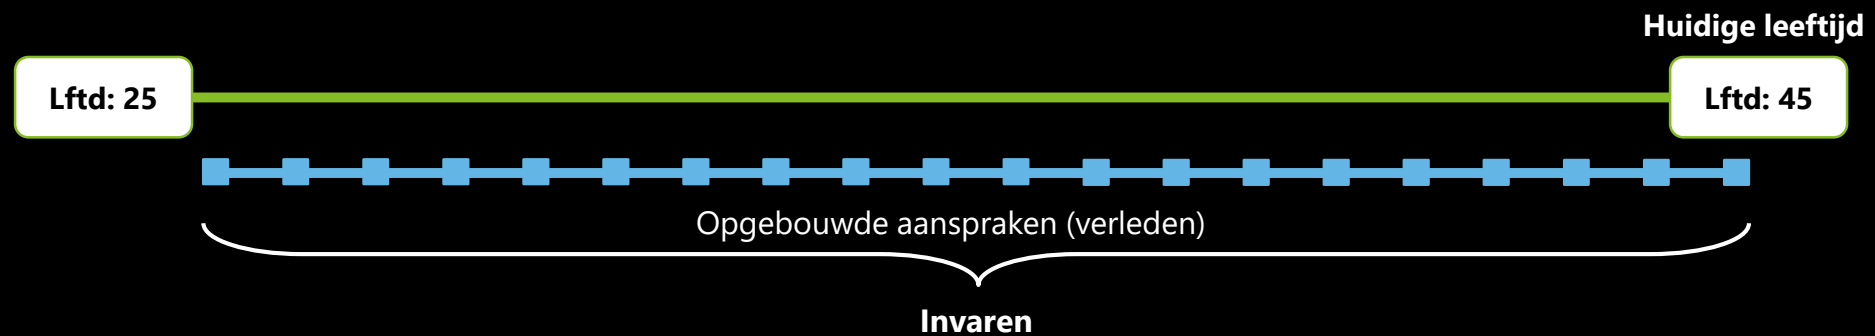 Huidige leeftijd
Lftd: 25
Lftd: 45
Opgebouwde aanspraken (verleden)
Invaren